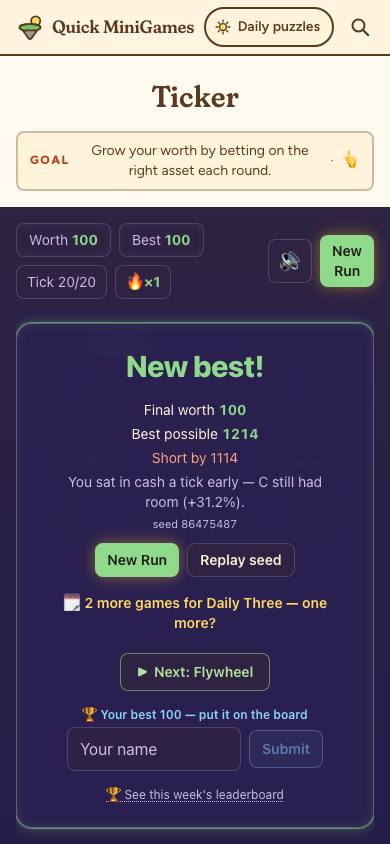 Quick MiniGames
Daily puzzles
Ticker
GOAL
Grow your worth by betting on the
right asset each round.
Worth 100
Best 100
Tick 20/20
×1
New
Run
New best!
Final worth 100
Best possible 1214
Short by 1114
You sat in cash a tick early — C still had
room (+31.2%).
seed 86475487
New Run
Replay seed
2 more games for Daily Three — one
more?
Next: Flywheel
Your best 100 — put it on the board
Your name
Submit
See this week's leaderboard